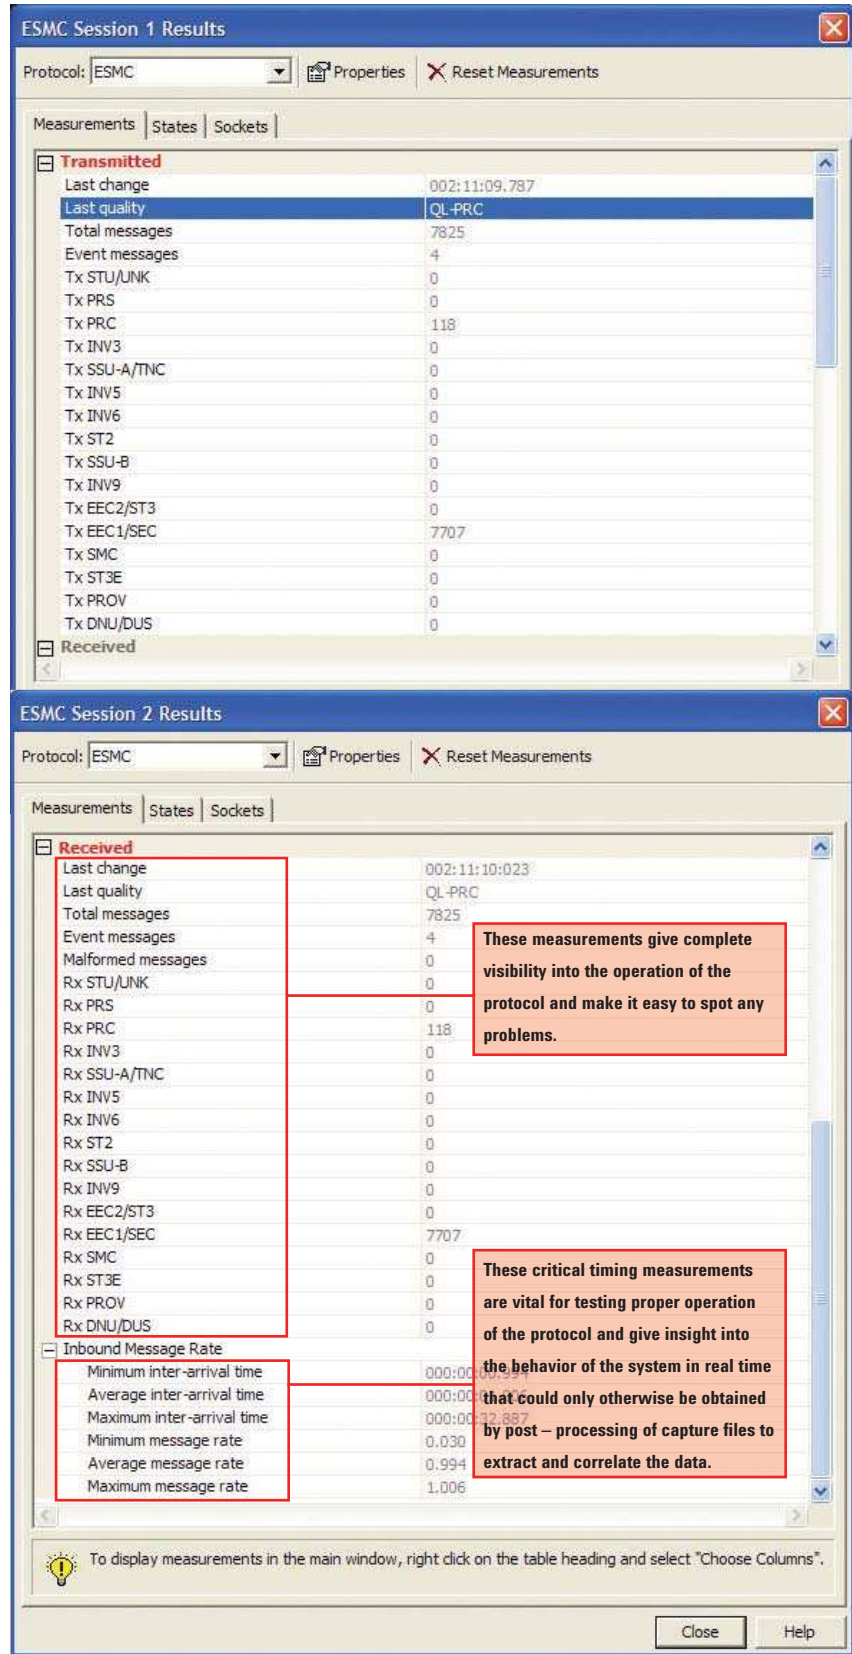 ESMC Session 1 Results
Protocol: ESMC Properties Reset Measurements
Measurements States Sockets
Transmitted
Last change 002:11:09.787
Last quality QL-PRC
Total messages 7825
Event messages 4
Tx STU/UNK 0
Tx PRS 0
Tx PRC 118
Tx INV3 0
Tx SSU-A/TNC 0
Tx INV5 0
Tx INV6 0
Tx ST2 0
Tx SSU-B 0
Tx INV9 0
Tx EEC2/ST3 0
Tx EEC1/SEC 7707
Tx SMC 0
Tx ST3E 0
Tx PROV 0
Tx DNU/DUS 0
Received
ESMC Session 2 Results
Protocol: ESMC Properties Reset Measurements
Measurements States Sockets
Received
Last change 002:11:10:023
Last quality QL-PRC
Total messages 7825
Event messages 4
Malformed messages 0
Rx STU/UNK 0
Rx PRS 0
Rx PRC 118
Rx INV3 0
Rx SSU-A/TNC 0
Rx INV5 0
Rx INV6 0
Rx ST2 0
Rx SSU-B 0
Rx INV9 0
Rx EEC2/ST3 0
Rx EEC1/SEC 7707
Rx SMC 0
Rx ST3E 0
Rx PROV 0
Rx DNU/DUS 0
These measurements give complete
visibility into the operation of the
protocol and make it easy to spot any
problems.
Inbound Message Rate
Minimum inter-arrival time
Average inter-arrival time
Maximum inter-arrival time 000:00:32.887
Minimum message rate 0.030
Average message rate 0.994
Maximum message rate 1.006
These critical timing measurements
are vital for testing proper operation
of the protocol and give insight into
the behavior of the system in real time
that could only otherwise be obtained
by post – processing of capture files to
extract and correlate the data.
To display measurements in the main window, right click on the table heading and select "Choose Columns".
Close Help